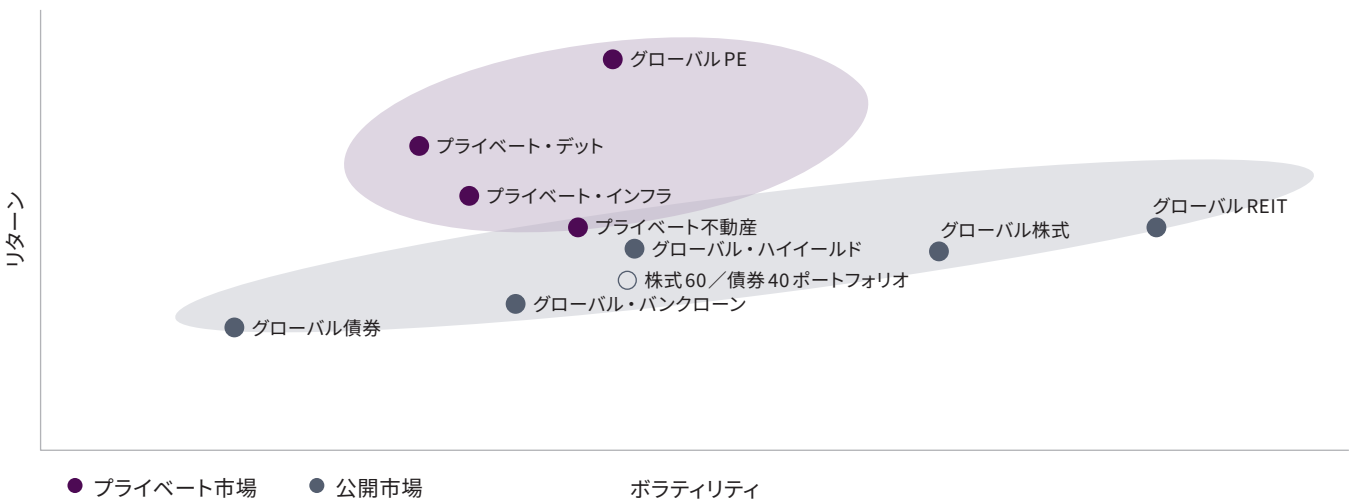 グローバルPE
プライベート・デット
プライベート・インフラ
グローバルREIT
プライベート不動産
グローバル株式
グローバル・ハイイールド
株式60／債券40ポートフォリオ
グローバル・バンクローン
グローバル債券
リターン
プライベート市場
公開市場
ボラティリティ